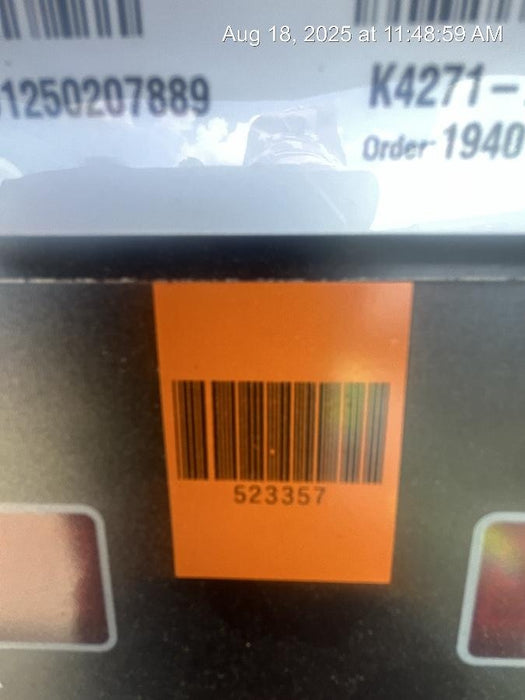 Aug 18, 2025 at 11:48:59 AM
1250207889
K4271-
Order 1940
523357